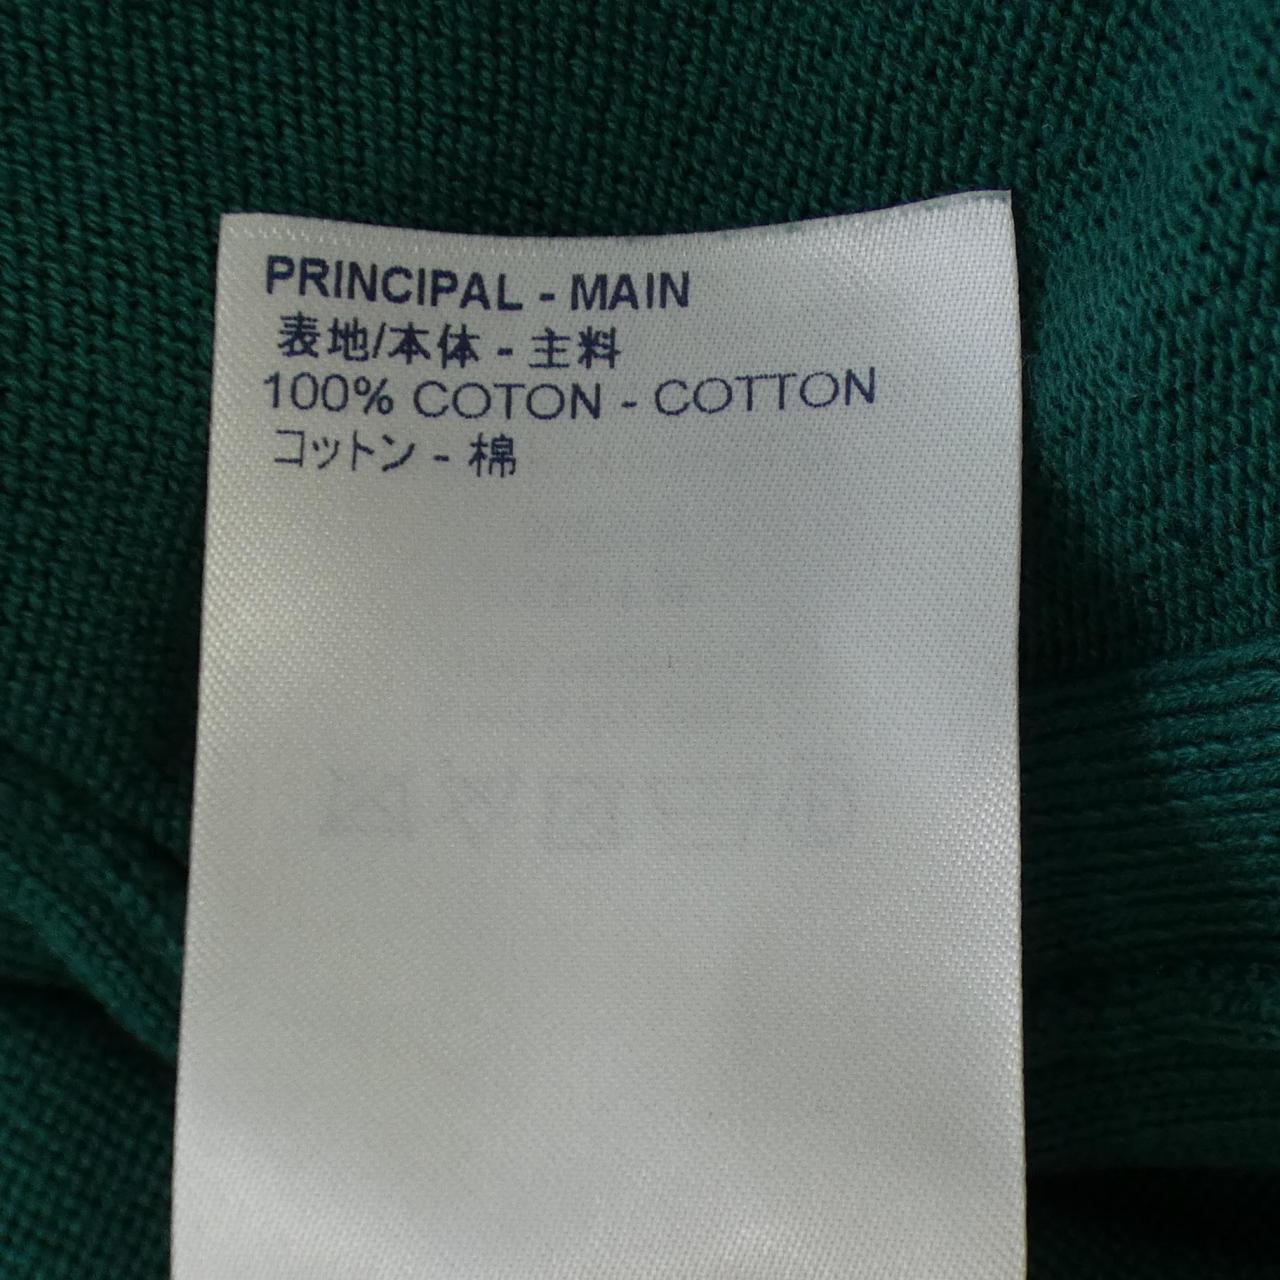 PRINCIPAL - MAIN
表地/本体 - 主料
100% COTON - COTTON
コットン - 棉